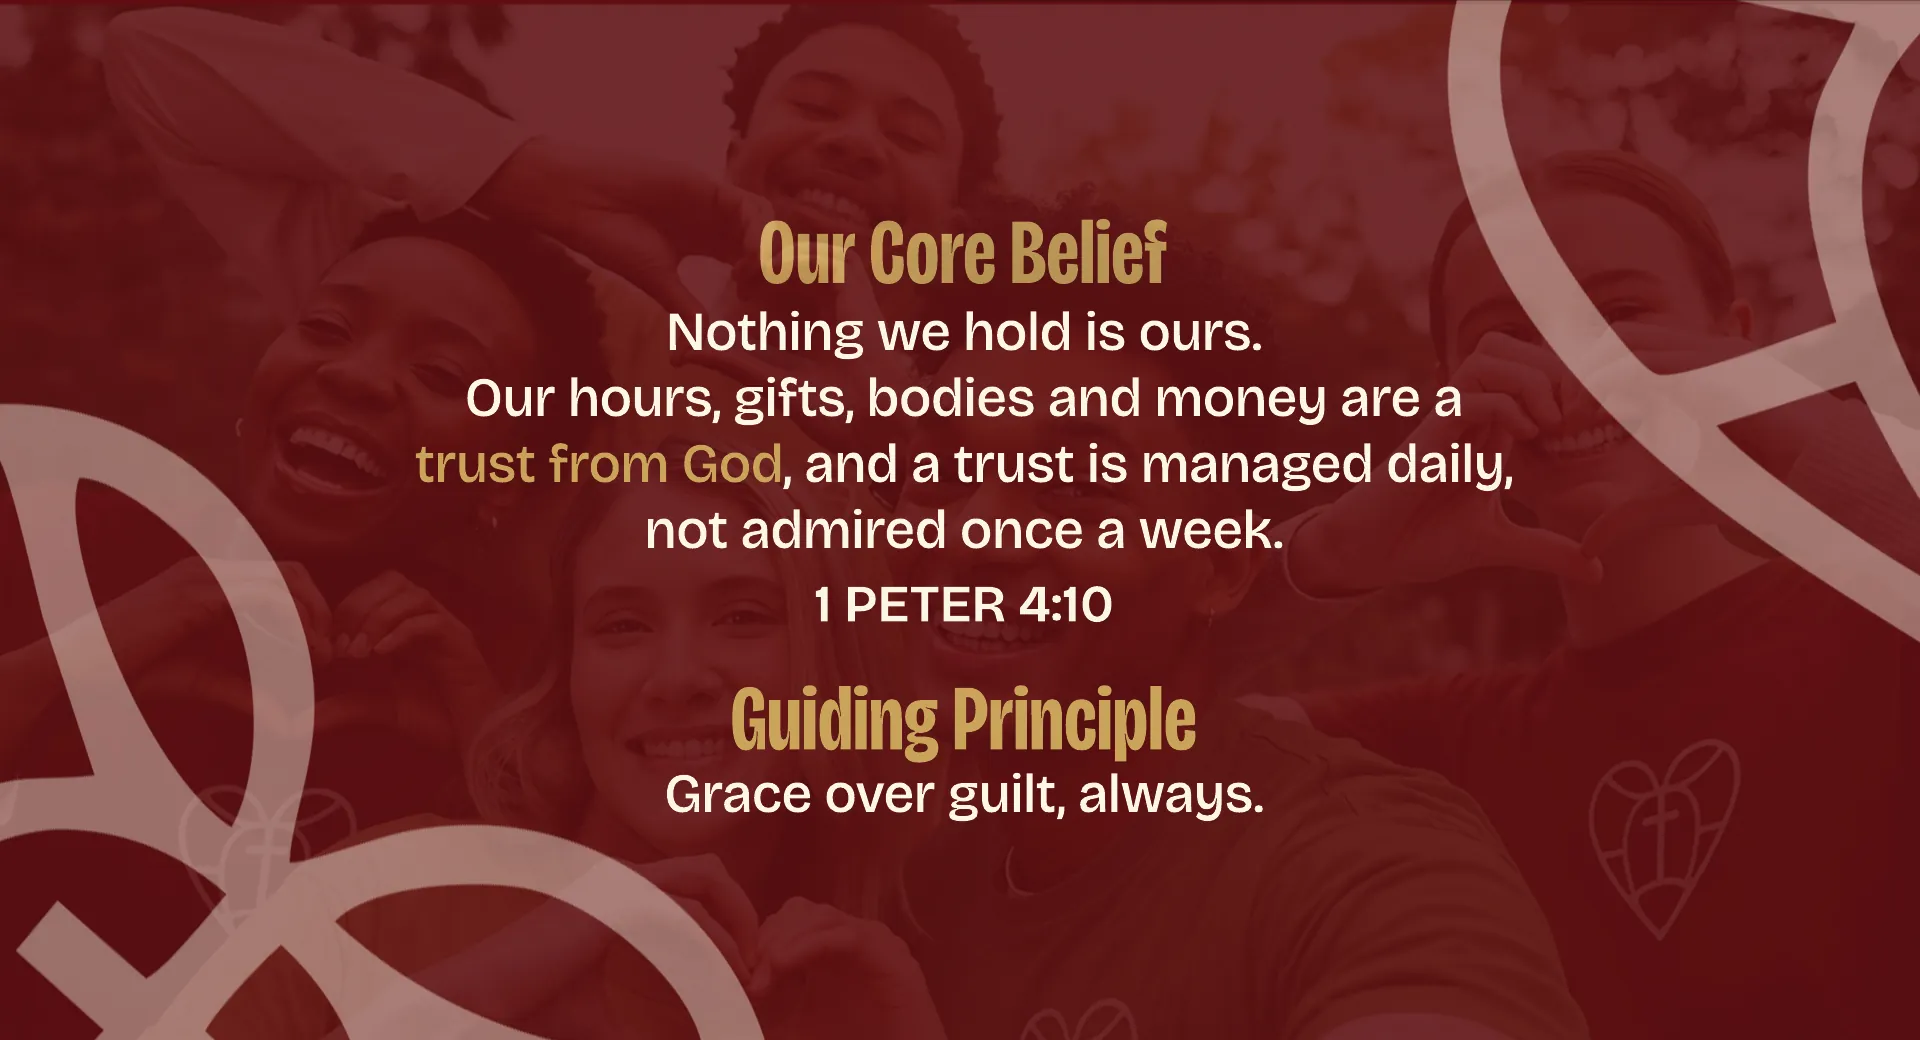 Our Core Belief
Nothing we hold is ours.
Our hours, gifts, bodies and money are a
trust from God, and a trust is managed daily,
not admired once a week.
1 PETER 4:10
Guiding Principle
Grace over guilt, always.